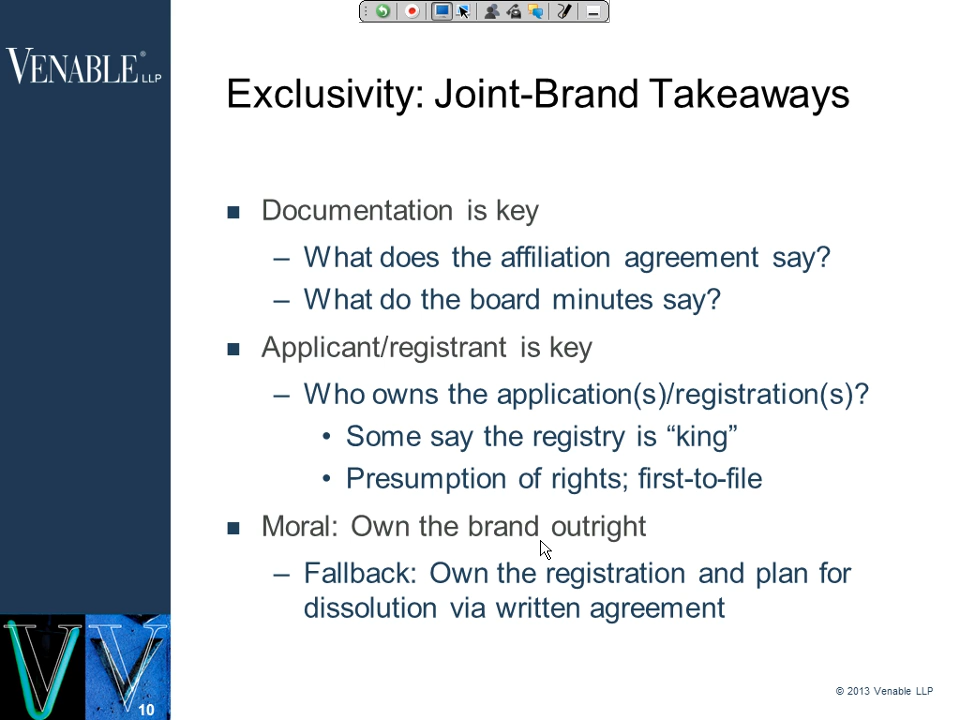 VENABLE® LLP
Exclusivity: Joint-Brand Takeaways
■ Documentation is key
– What does the affiliation agreement say?
– What do the board minutes say?
■ Applicant/registrant is key
– Who owns the application(s)/registration(s)?
• Some say the registry is “king”
• Presumption of rights; first-to-file
■ Moral: Own the brand outright
– Fallback: Own the registration and plan for
dissolution via written agreement
10
© 2013 Venable LLP